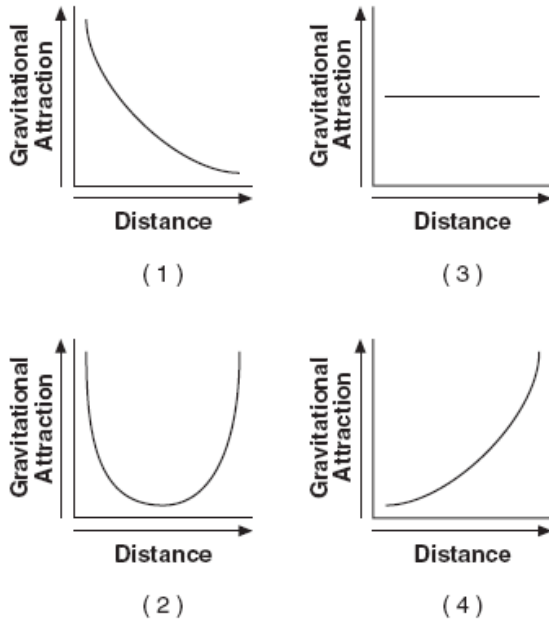 Gravitational
Attraction
Distance
( 1 )
Gravitational
Attraction
Distance
( 3 )
Gravitational
Attraction
Distance
( 2 )
Gravitational
Attraction
Distance
( 4 )